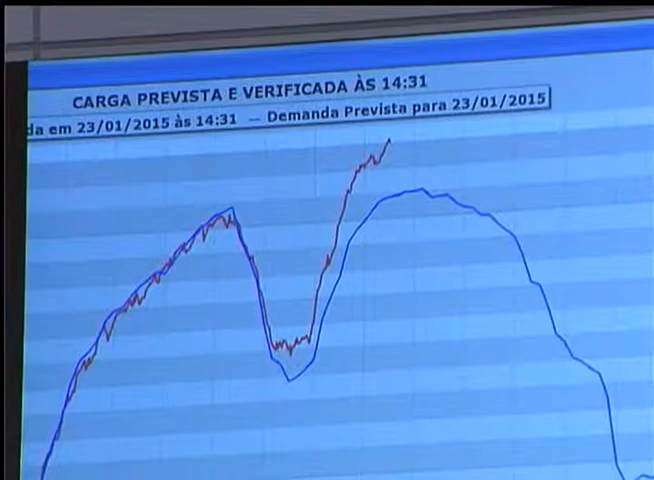 CARGA PREVISTA E VERIFICADA ÀS 14:31
da em 23/01/2015 às 14:31 — Demanda Prevista para 23/01/2015